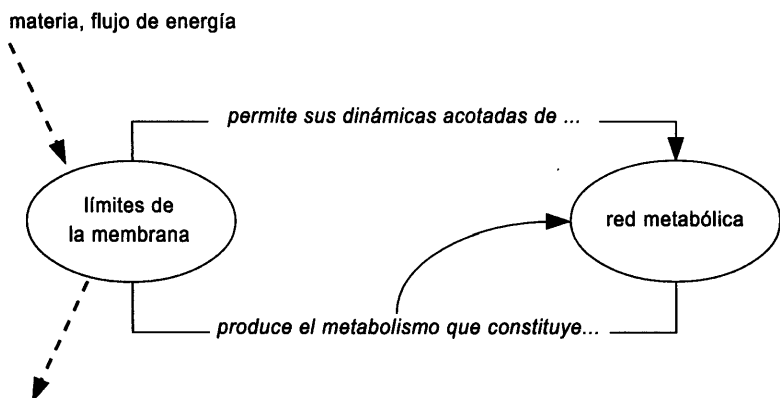 materia, flujo de energía
permite sus dinámicas acotadas de ...
límites de
la membrana
red metabólica
produce el metabolismo que constituye...